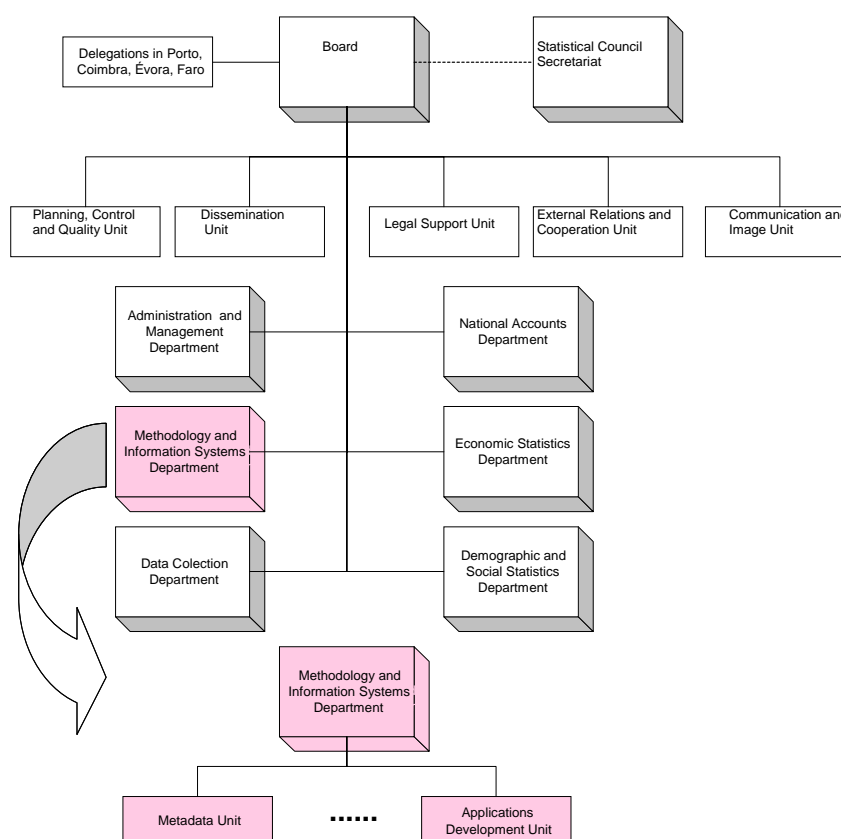 Delegations in Porto,
Coimbra, Évora, Faro
Board
Statistical Council
Secretariat
Planning, Control
and Quality Unit
Dissemination
Unit
Legal Support Unit
External Relations and
Cooperation Unit
Communication and
Image Unit
Administration and
Management
Department
National Accounts
Department
Methodology and
Information Systems
Department
Economic Statistics
Department
Data Colection
Department
Demographic and
Social Statistics
Department
Methodology and
Information Systems
Department
Metadata Unit
......
Applications
Development Unit